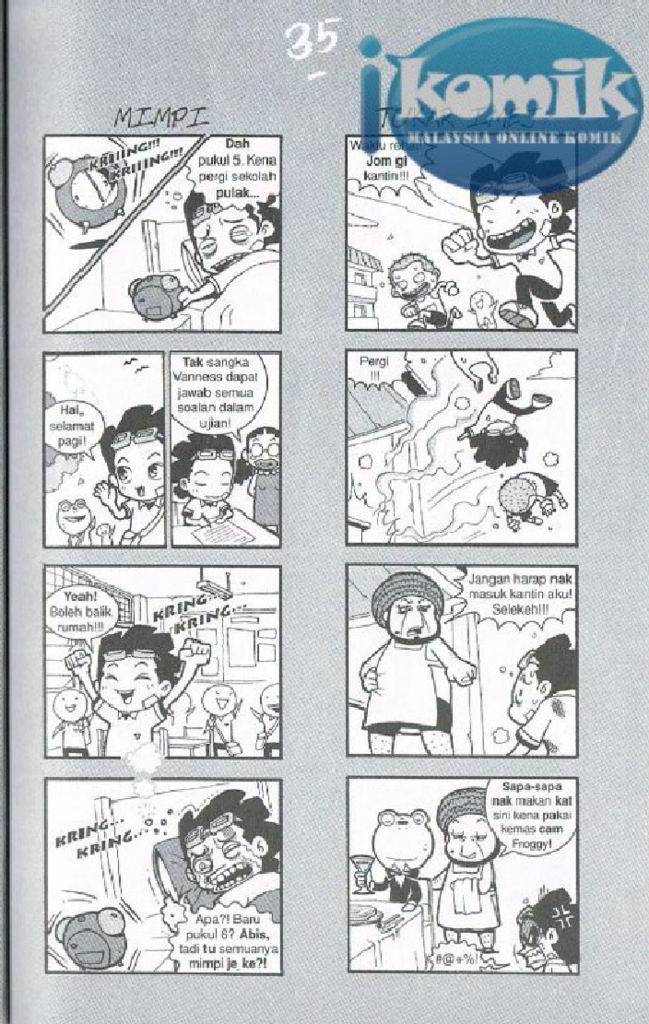 35
ikomik
MALAYSIA ONLINE KOMIK
MIMPI
KRIIING!!!
KRIIING!!!
Dah
pukul 5. Kena
pergi sekolah
pulak...
Hai,
selamat
pagi!
Tak sangka
Vanness dapat
jawab semua
soalan dalam
ujian!
Yeah!
Boleh balik
rumah!!!
KRING...
KRING...
KRING...
KRING...
Apa?! Baru
pukul 6? Abis,
tadi tu semuanya
mimpi je ke?!
TUKAR
Waktu
Jom gi
kantin!!!
Pergi
!!!
Jangan harap nak
masuk kantin aku!
Selekeh!!!
Sapa-sapa
nak makan kat
sini kena pakai
kemas cam
Froggy!
#@+%!